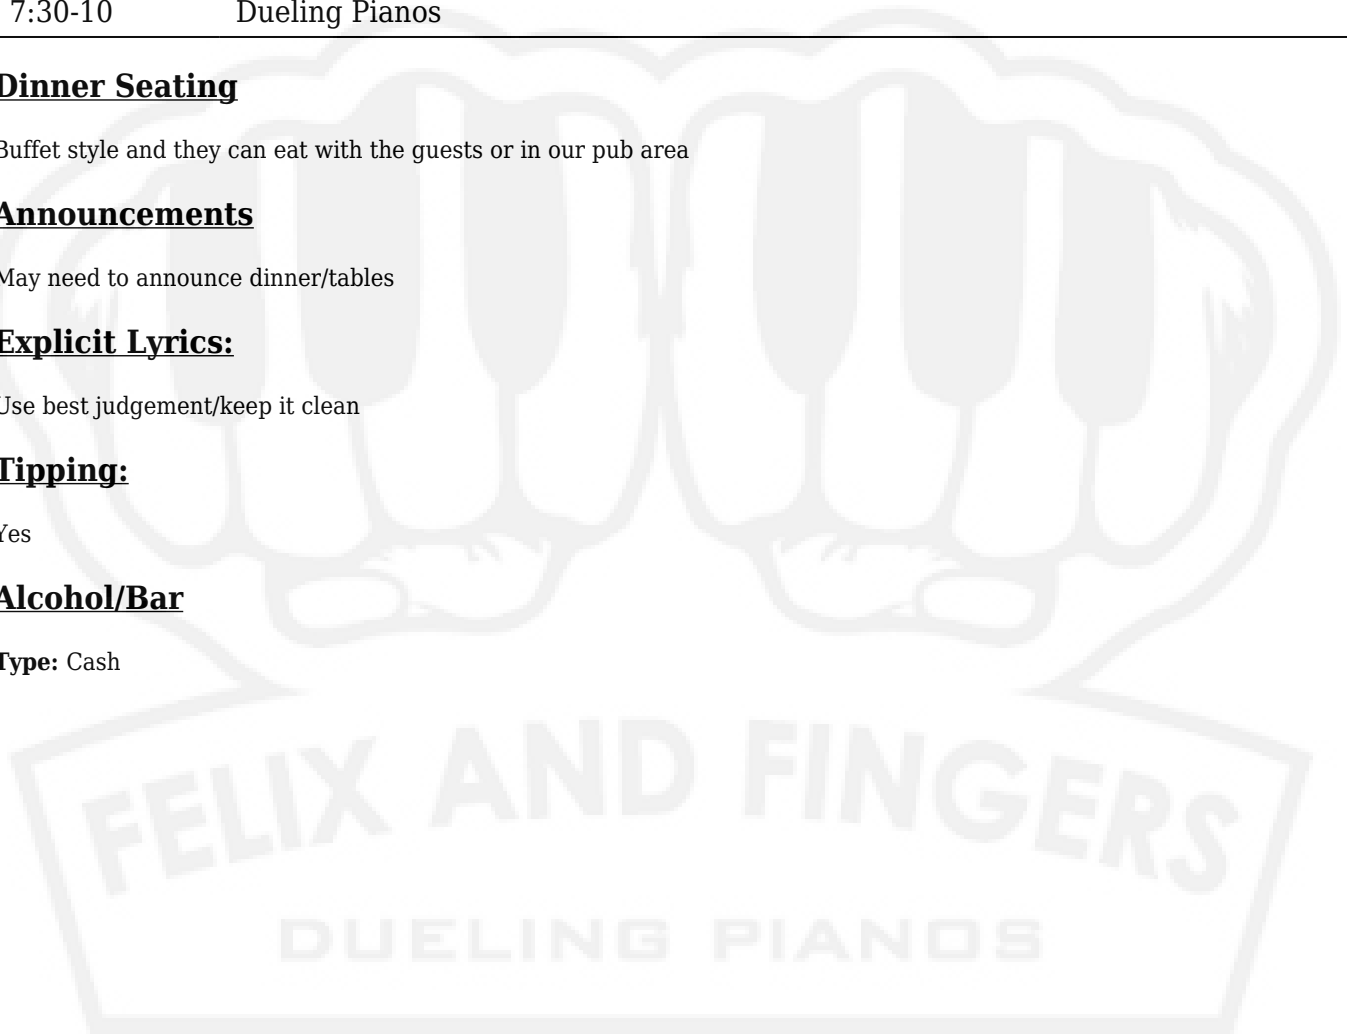 7:30-10 Dueling Pianos
Dinner Seating
Buffet style and they can eat with the guests or in our pub area
Announcements
May need to announce dinner/tables
Explicit Lyrics:
Use best judgement/keep it clean
Tipping:
Yes
Alcohol/Bar
Type: Cash
FELIX AND FINGERS
DUELING PIANOS